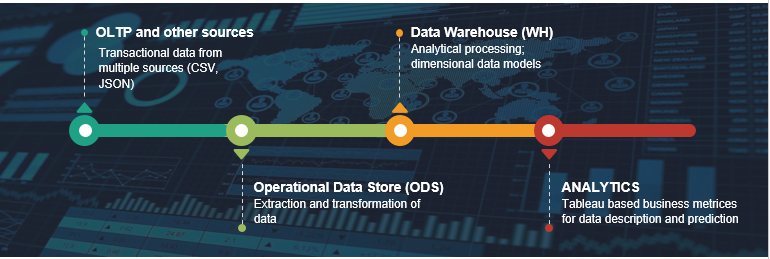 OLTP and other sources
Transactional data from
multiple sources (CSV,
JSON)
Data Warehouse (WH)
Analytical processing;
dimensional data models
Operational Data Store (ODS)
Extraction and transformation of
data
ANALYTICS
Tableau based business metrices
for data description and prediction